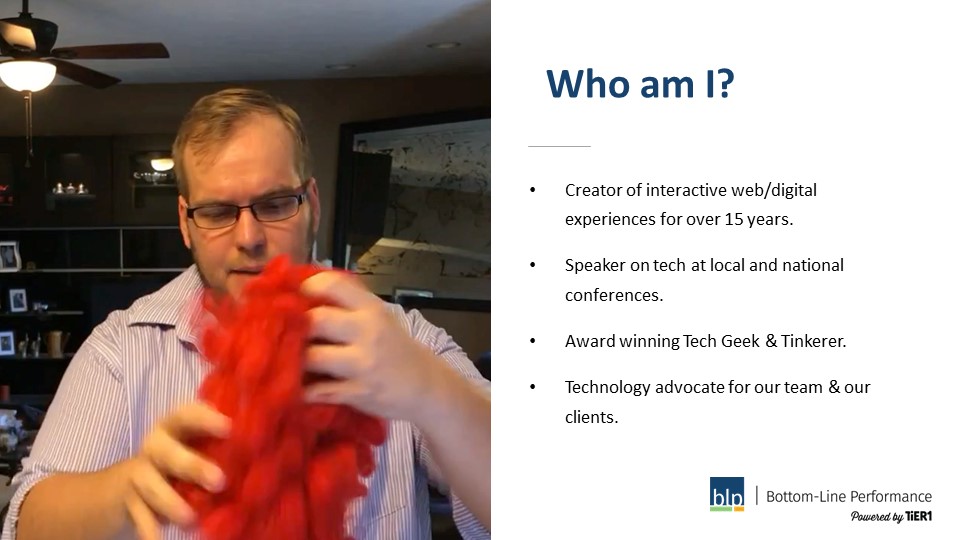 Who am I?
• Creator of interactive web/digital
experiences for over 15 years.
• Speaker on tech at local and national
conferences.
• Award winning Tech Geek & Tinkerer.
• Technology advocate for our team & our
clients.
blp | Bottom-Line Performance
Powered by TiER1